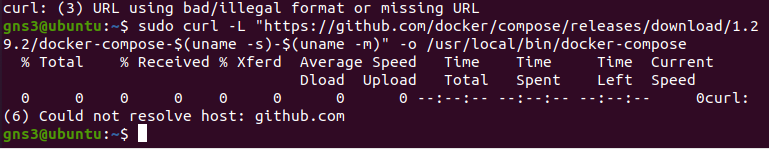 curl: (3) URL using bad/illegal format or missing URL
gns3@ubuntu:~$ sudo curl -L "https://github.com/docker/compose/releases/download/1.2
9.2/docker-compose-$(uname -s)-$(uname -m)" -o /usr/local/bin/docker-compose
  % Total    % Received % Xferd  Average Speed   Time    Time     Time  Current
                                 Dload  Upload   Total   Spent    Left  Speed
  0     0    0     0    0     0      0      0 --:--:-- --:--:-- --:--:--     0curl:
(6) Could not resolve host: github.com
gns3@ubuntu:~$